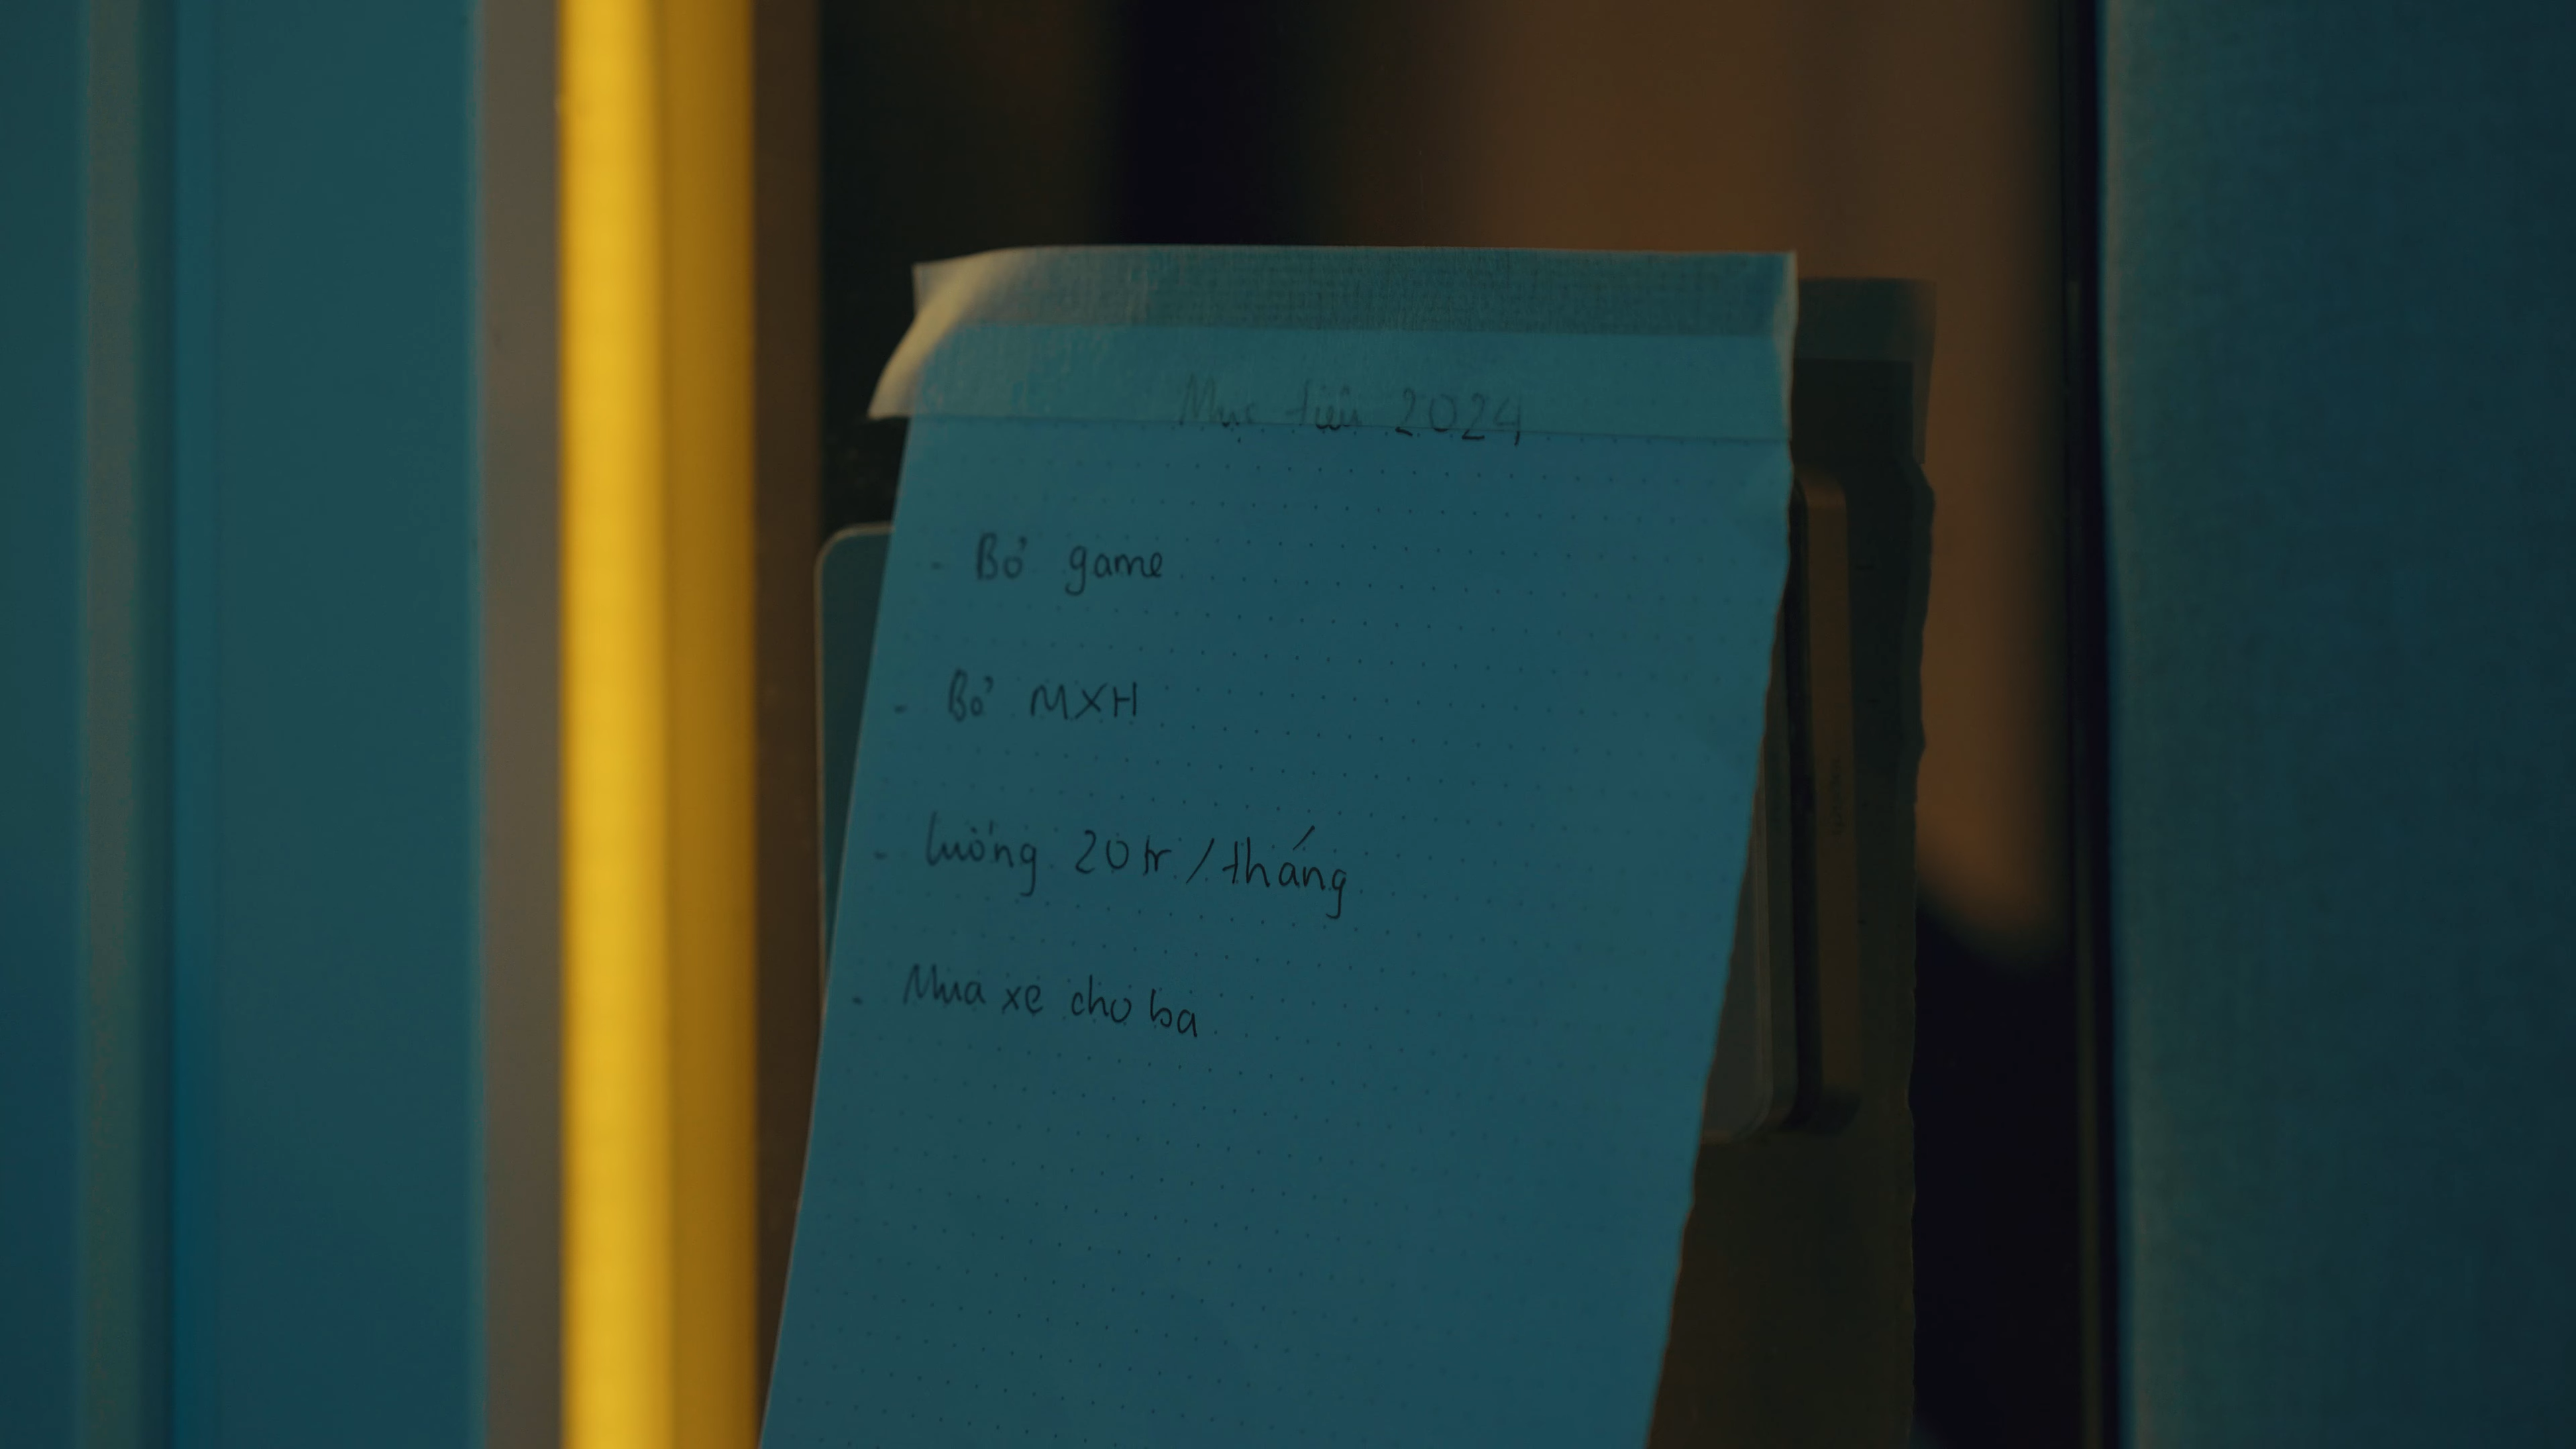 Mục tiêu 2024
- Bỏ game
- Bỏ MXH
- Lương 20tr/tháng
- Mua xe cho ba